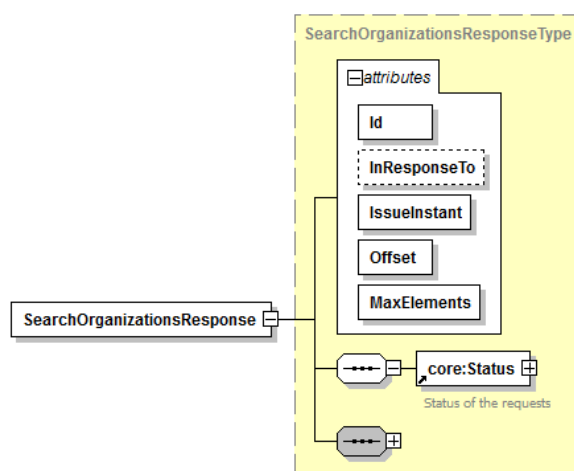 SearchOrganizationsResponseType
attributes
Id
InResponseTo
IssueInstant
Offset
MaxElements
SearchOrganizationsResponse
core:Status
Status of the requests